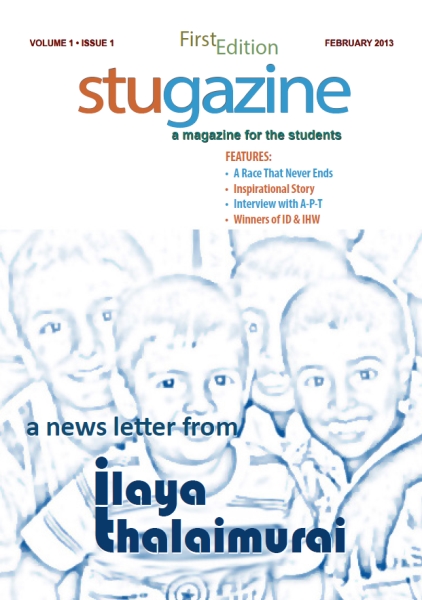 VOLUME 1 • ISSUE 1
First Edition
FEBRUARY 2013
stugazine
a magazine for the students
FEATURES:
• A Race That Never Ends
• Inspirational Story
• Interview with A-P-T
• Winners of ID & IHW
a news letter from
ilaya
thalaimurai